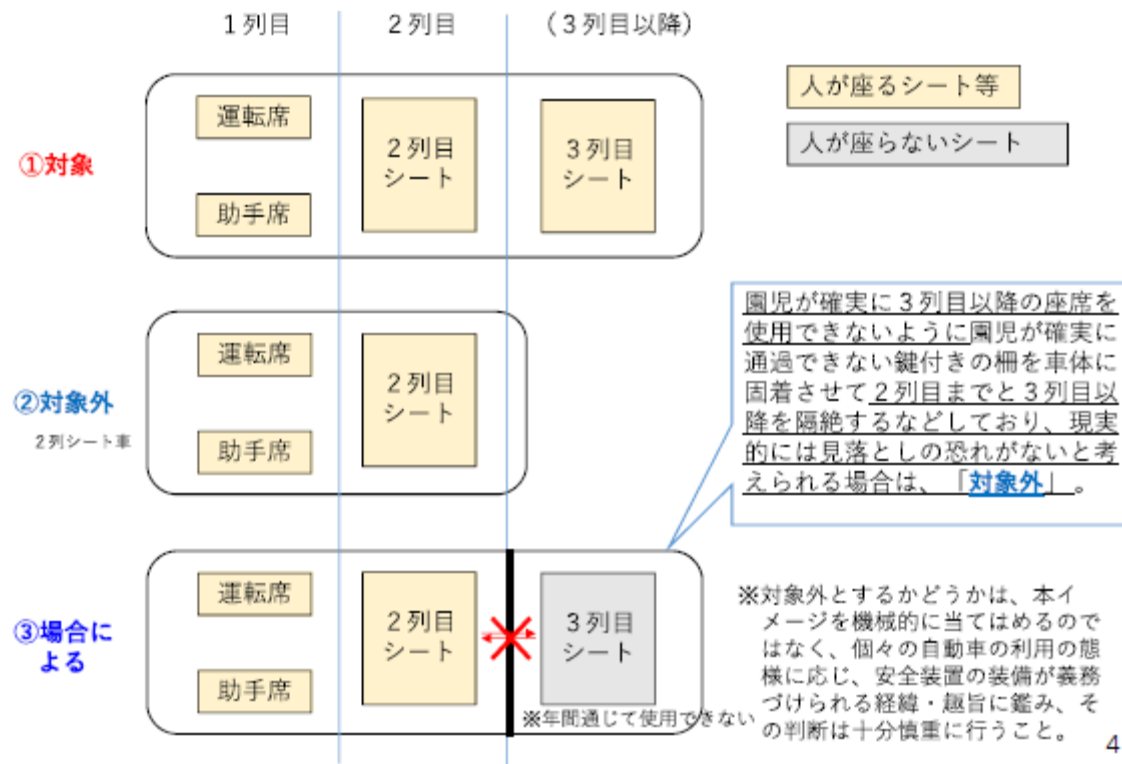 1列目
2列目
(3列目以降)
人が座るシート等
人が座らないシート
①対象
運転席
助手席
2列目
シート
3列目
シート
②対象外
2列シート車
運転席
助手席
2列目
シート
園児が確実に3列目以降の座席を
使用できないように園児が確実に
通過できない鍵付きの柵を車体に
固着させて2列目までと3列目以
降を隔絶するなどしており、現実
的には見落としの恐れがないと考
えられる場合は、「対象外」。
③場合に
よる
運転席
助手席
2列目
シート
3列目
シート
※年間通じて使用できない
※対象外とするかどうかは、本イ
メージを機械的に当てはめるので
はなく、個々の自動車の利用の態
様に応じ、安全装置の装備が義務
づけられる経緯・趣旨に鑑み、そ
の判断は十分慎重に行うこと。
4